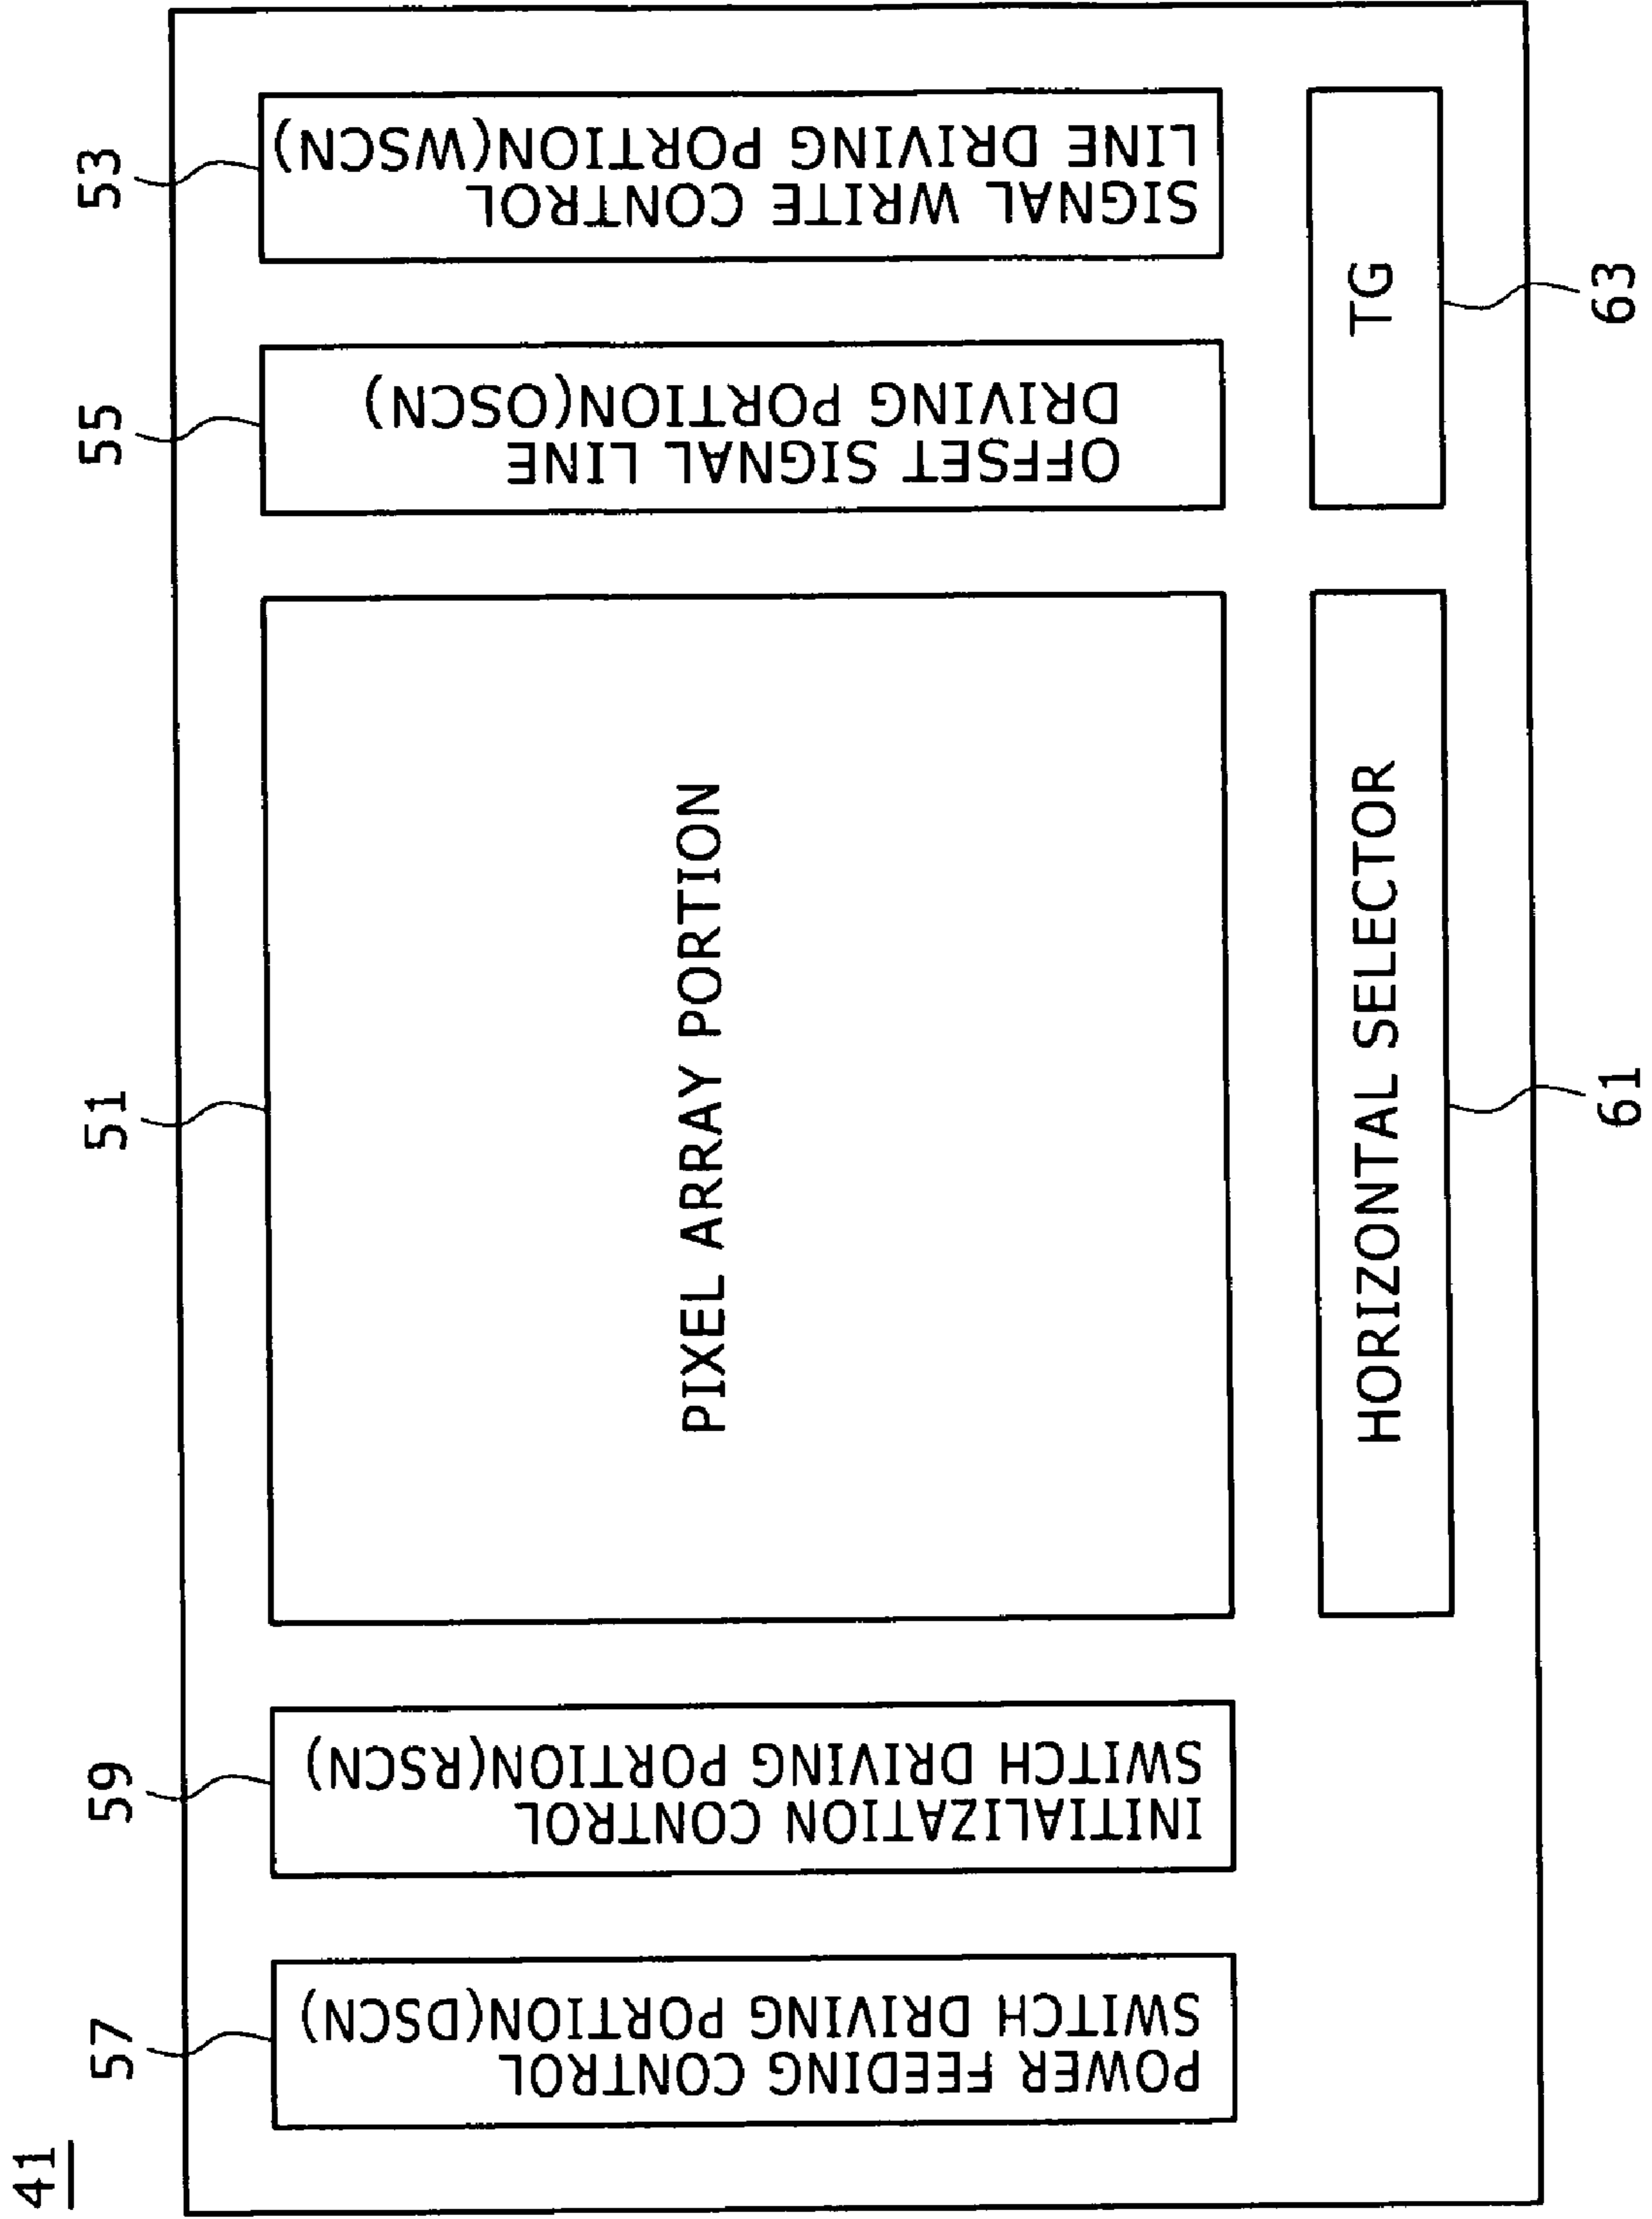 41
57
59
51
55
53
POWER FEEDING CONTROL
SWITCH DRIVING PORTION(DSCN)
INITIALIZATION CONTROL
SWITCH DRIVING PORTION(RSCN)
PIXEL ARRAY PORTION
OFFSET SIGNAL LINE
DRIVING PORTION(OSCN)
SIGNAL WRITE CONTROL
LINE DRIVING PORTION(WSCN)
HORIZONTAL SELECTOR
TG
61
63